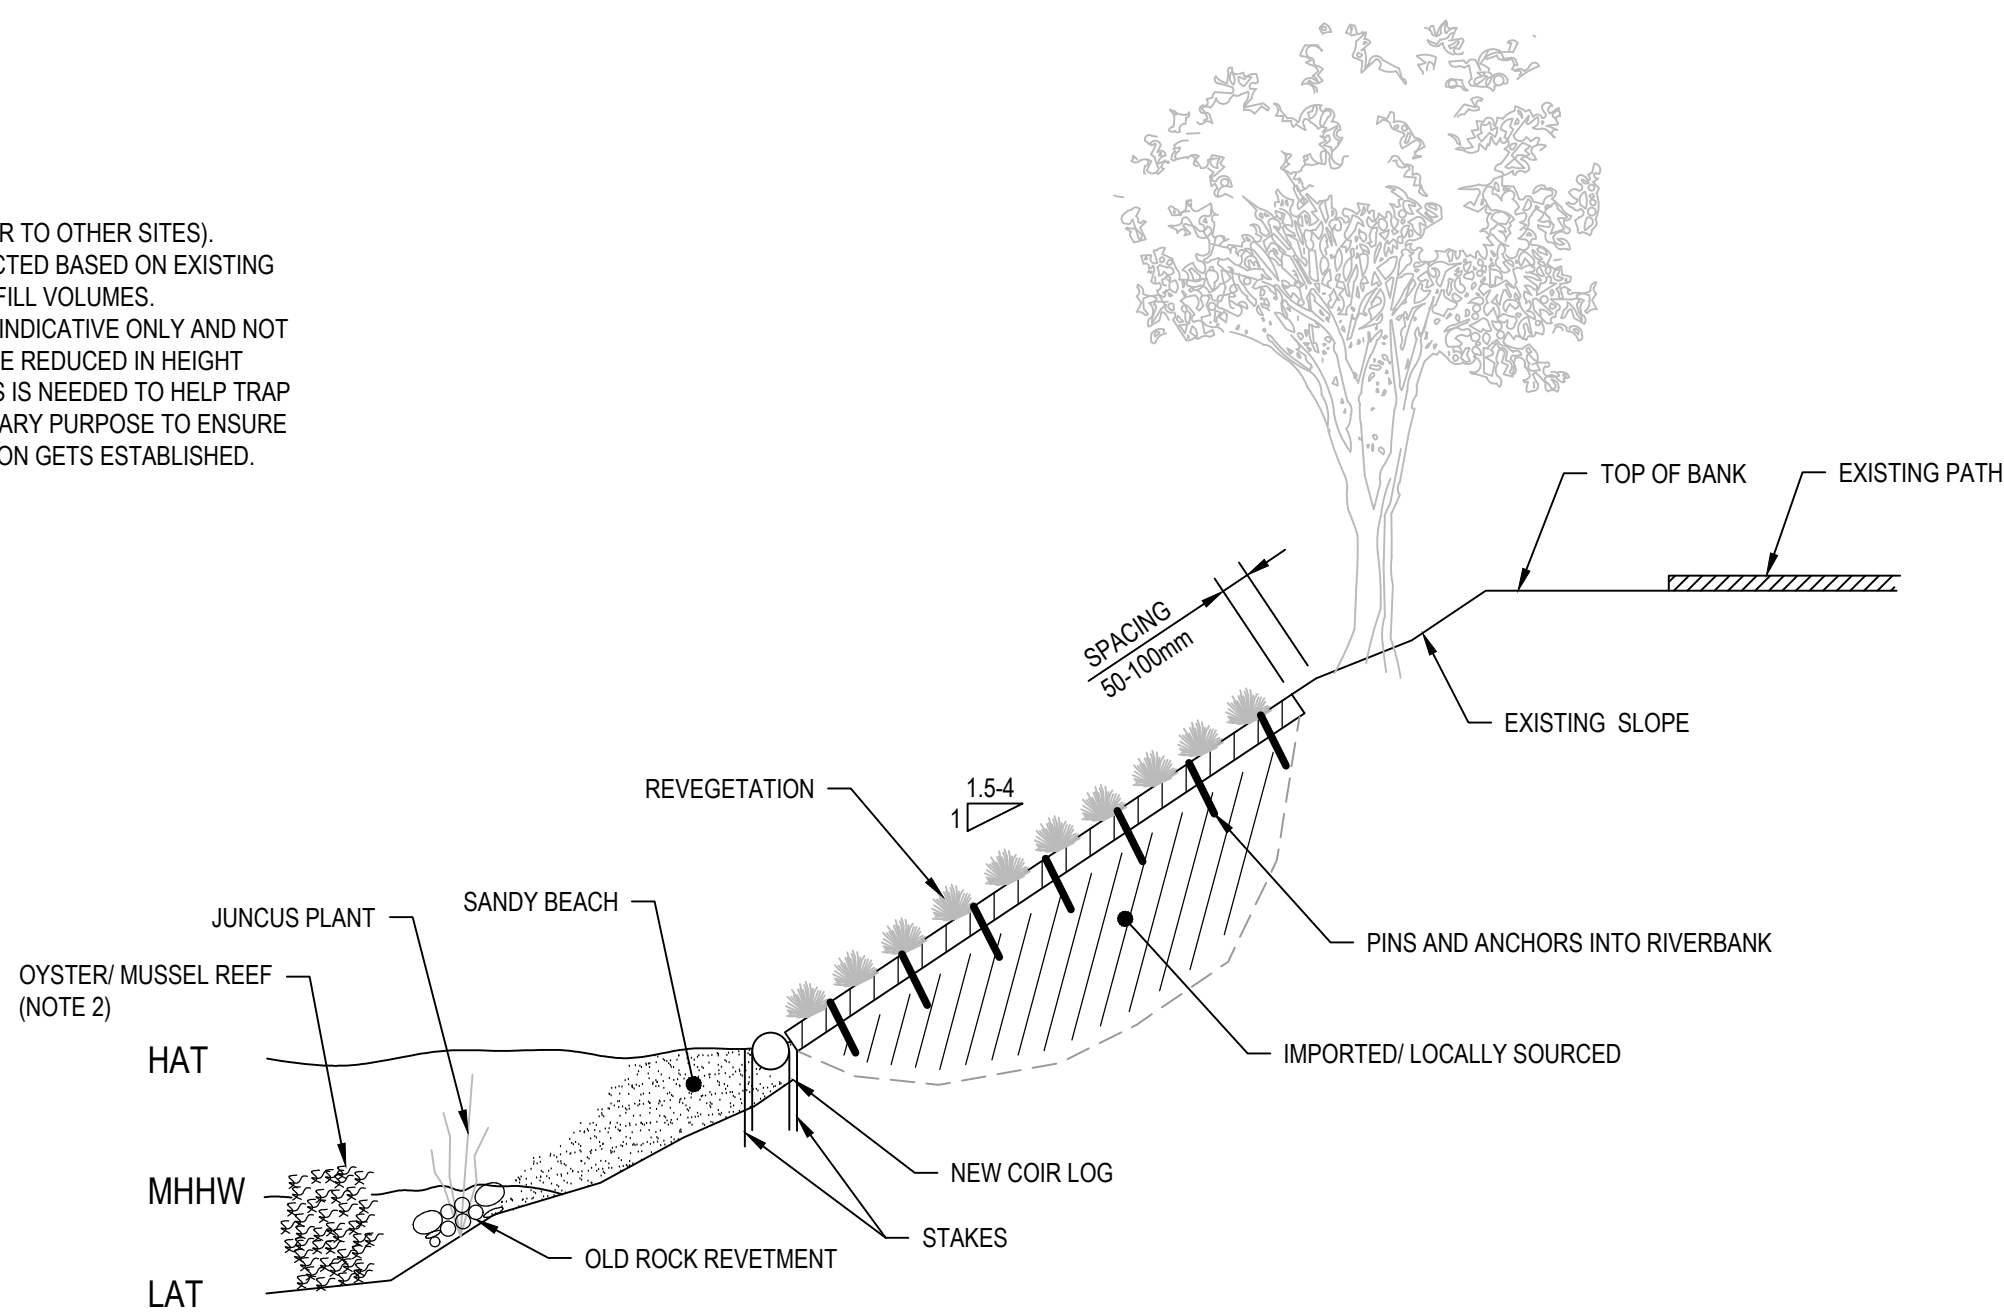 R TO OTHER SITES).
CTED BASED ON EXISTING
FILL VOLUMES.
INDICATIVE ONLY AND NOT
E REDUCED IN HEIGHT
S IS NEEDED TO HELP TRAP
ARY PURPOSE TO ENSURE
ON GETS ESTABLISHED.
TOP OF BANK
EXISTING PATH
SPACING
50-100mm
EXISTING SLOPE
REVEGETATION
1.5-4
1
SANDY BEACH
JUNCUS PLANT
PINS AND ANCHORS INTO RIVERBANK
OYSTER/ MUSSEL REEF
(NOTE 2)
HAT
IMPORTED/ LOCALLY SOURCED
NEW COIR LOG
MHHW
STAKES
OLD ROCK REVETMENT
LAT